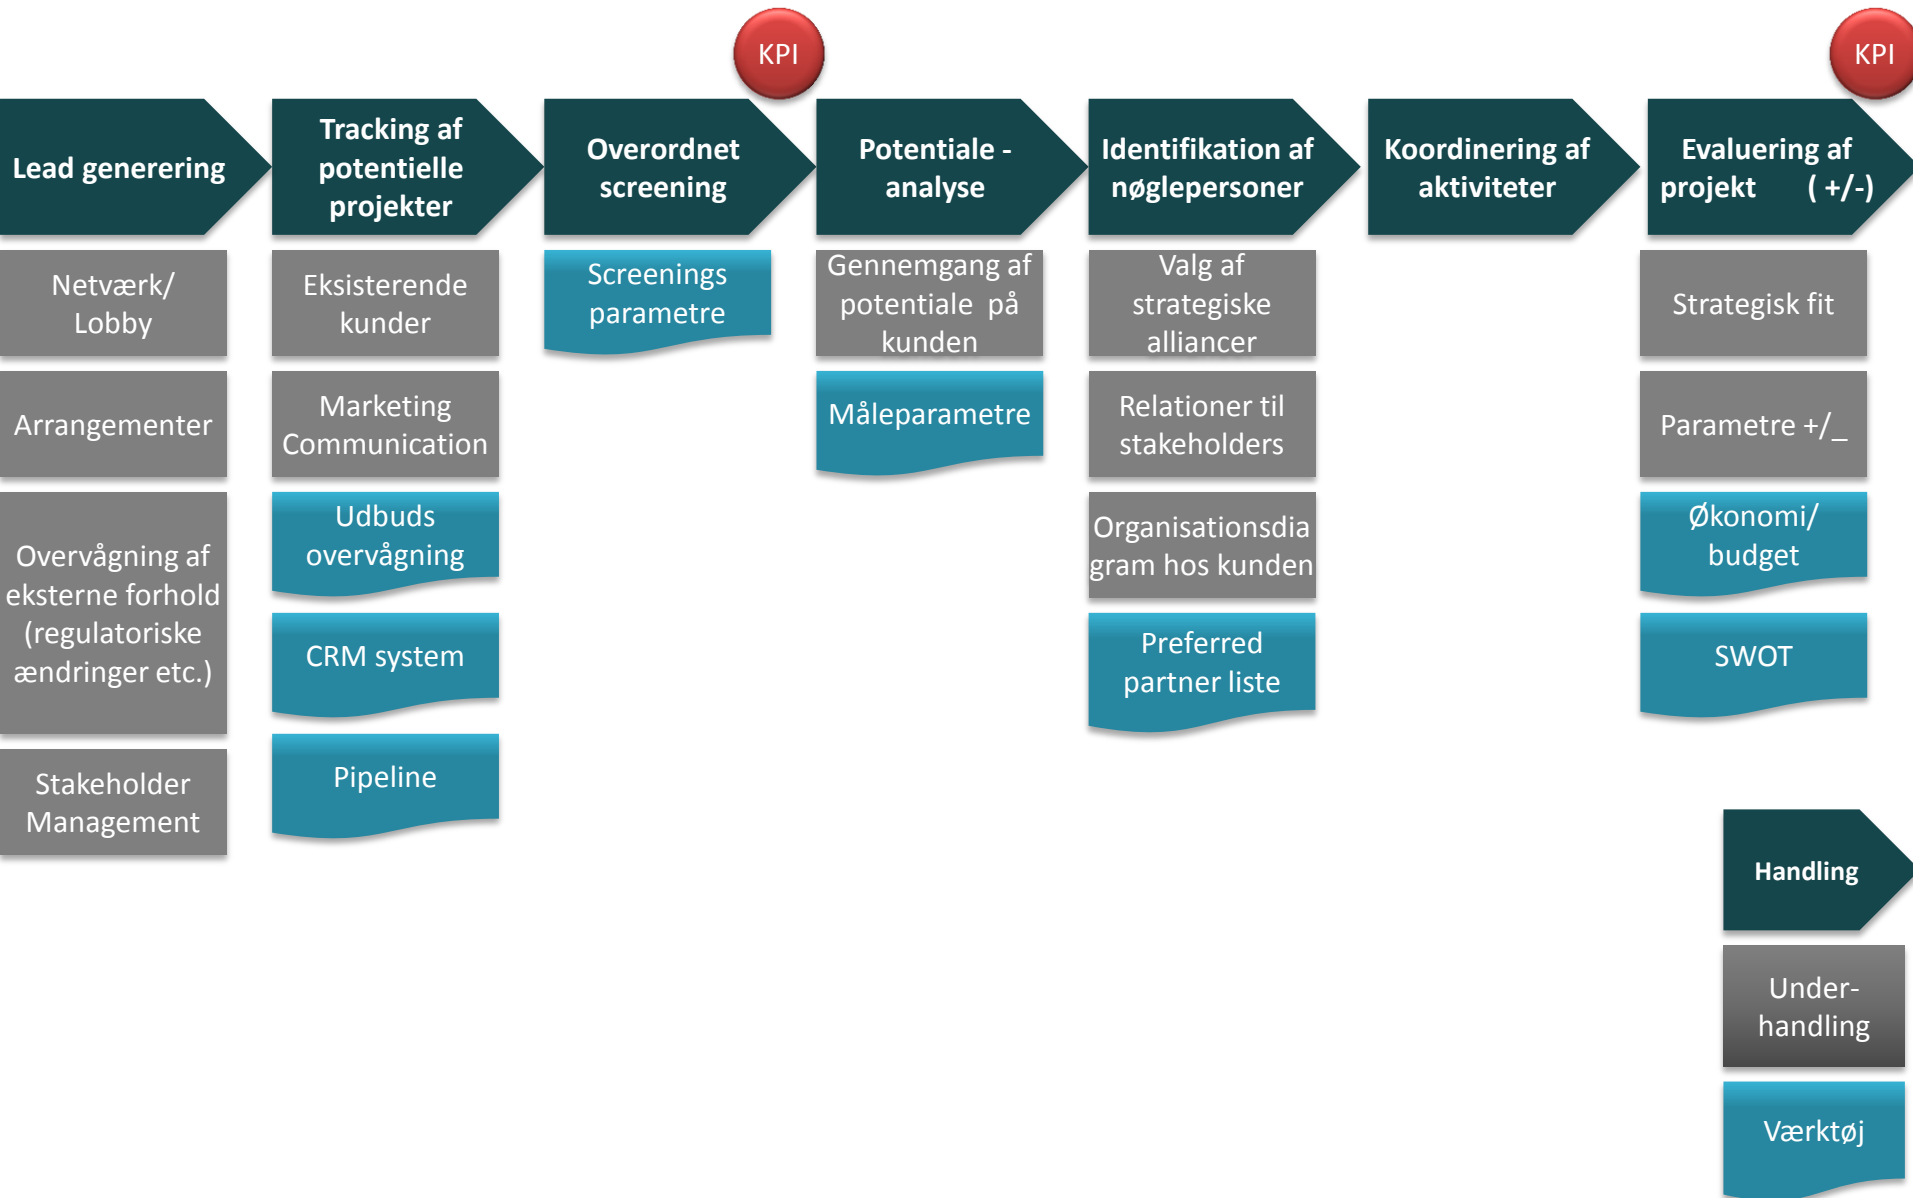 KPI
KPI
Lead generering
Tracking af
potentielle
projekter
Overordnet
screening
Potentiale -
analyse
Identifikation af
nøglepersoner
Koordinering af
aktiviteter
Evaluering af
projekt ( +/-)
Netværk/
Lobby
Arrangementer
Overvågning af
eksterne forhold
(regulatoriske
ændringer etc.)
Stakeholder
Management
Eksisterende
kunder
Marketing
Communication
Udbuds
overvågning
CRM system
Pipeline
Screenings
parametre
Gennemgang af
potentiale på
kunden
Måleparametre
Valg af
strategiske
alliancer
Relationer til
stakeholders
Organisationsdia
gram hos kunden
Preferred
partner liste
Strategisk fit
Parametre +/_
Økonomi/
budget
SWOT
Handling
Under-
handling
Værktøj